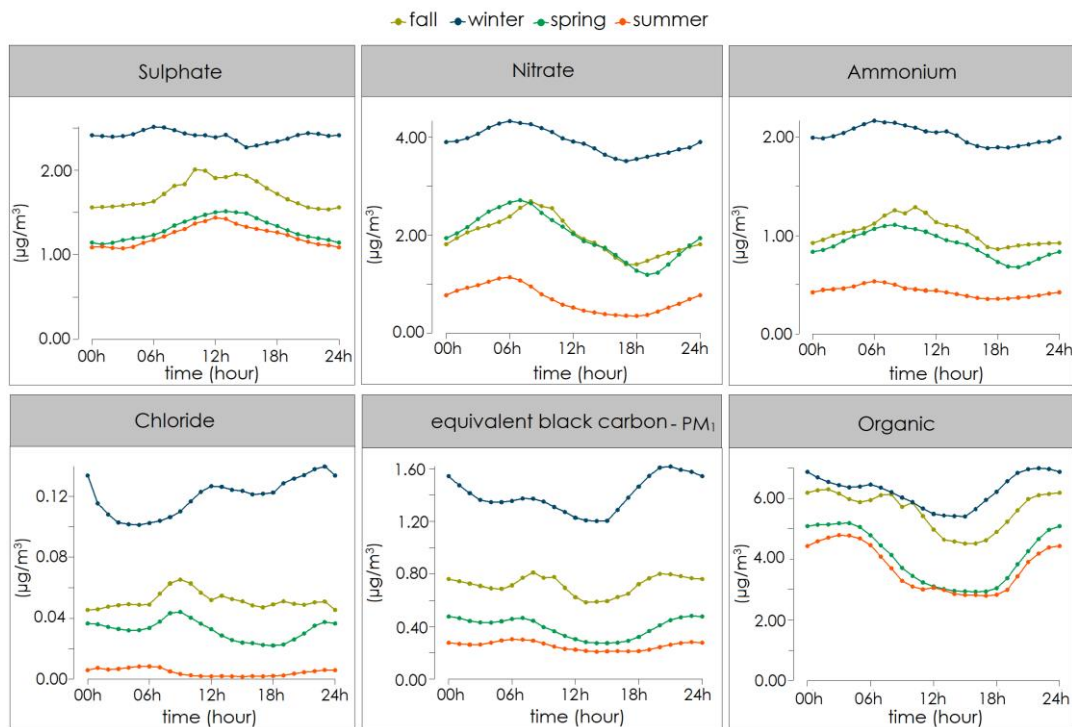 fall winter spring summer
Sulphate
(μg/m³)
2.00
1.00
0.00
00h 06h 12h 18h 24h
time (hour)
Nitrate
(μg/m³)
4.00
2.00
0.00
00h 06h 12h 18h 24h
time (hour)
Ammonium
(μg/m³)
2.00
1.00
0.00
00h 06h 12h 18h 24h
time (hour)
Chloride
(μg/m³)
0.12
0.08
0.04
0.00
00h 06h 12h 18h 24h
time (hour)
equivalent black carbon - PM₁
(μg/m³)
1.60
1.20
0.80
0.40
0.00
00h 06h 12h 18h 24h
time (hour)
Organic
(μg/m³)
6.00
4.00
2.00
0.00
00h 06h 12h 18h 24h
time (hour)